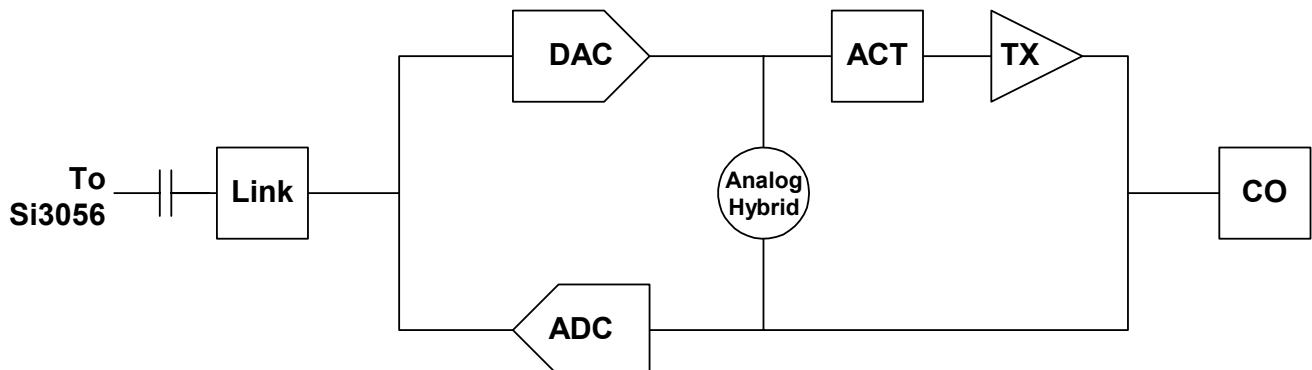 DAC
ACT
TX
To
Si3056
Link
Analog
Hybrid
CO
ADC